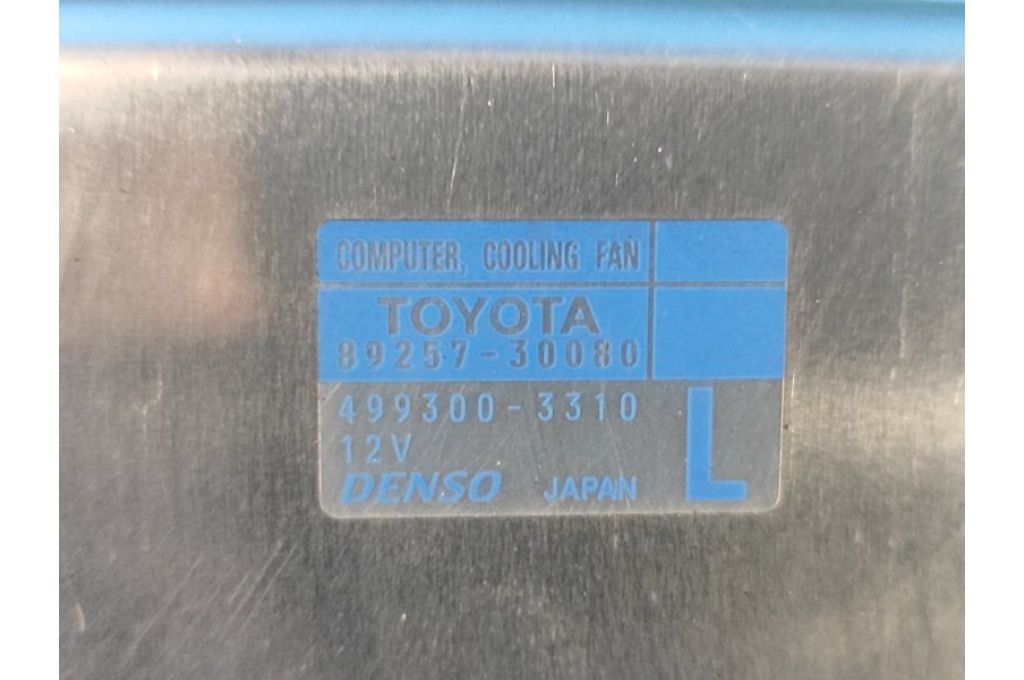 COMPUTER, COOLING FAN
TOYOTA
89257-30080
499300-3310
12V
DENSO JAPAN
L